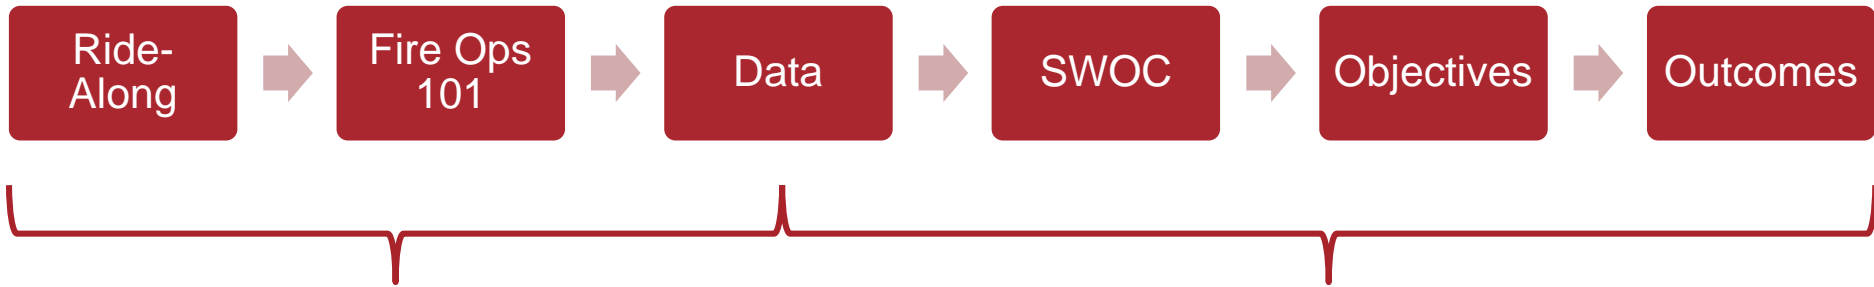 Ride-
Along
Fire Ops
101
Data
SWOC
Objectives
Outcomes